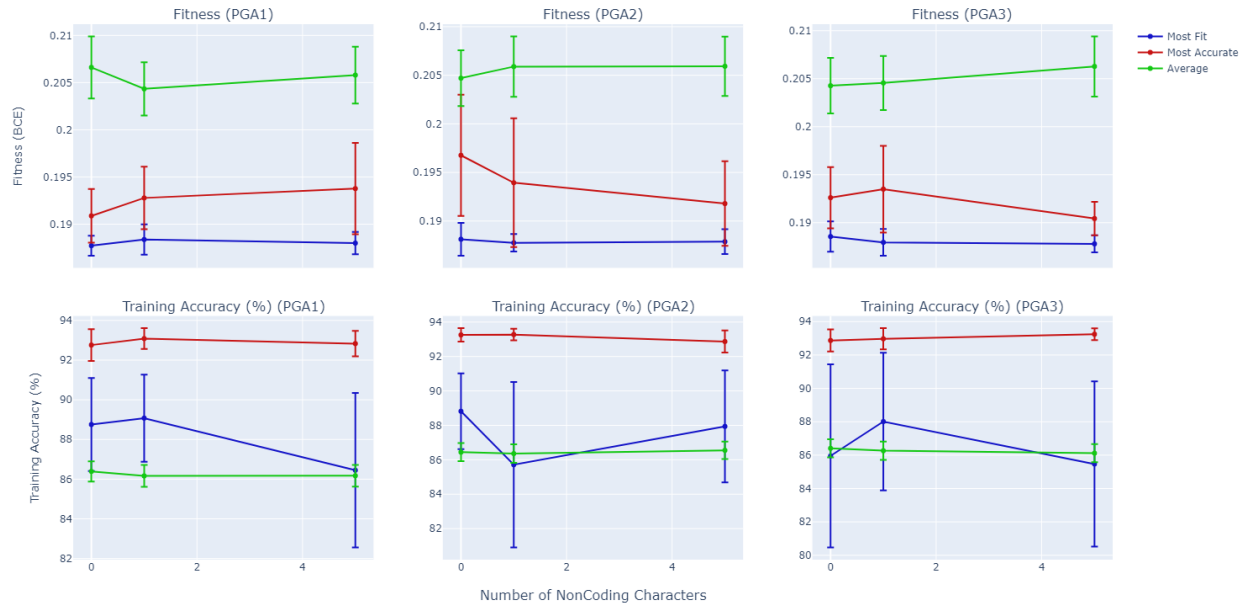 Fitness (PGA1)
Fitness (PGA2)
Fitness (PGA3)
Most Fit
Most Accurate
Average
Fitness (BCE)
0.21
0.205
0.2
0.195
0.19
0.21
0.205
0.2
0.195
0.19
0.21
0.205
0.2
0.195
0.19
Training Accuracy (%) (PGA1)
Training Accuracy (%) (PGA2)
Training Accuracy (%) (PGA3)
Training Accuracy (%)
94
92
90
88
86
84
82
94
92
90
88
86
84
82
94
92
90
88
86
84
82
80
0 2 4
0 2 4
0 2 4
Number of NonCoding Characters